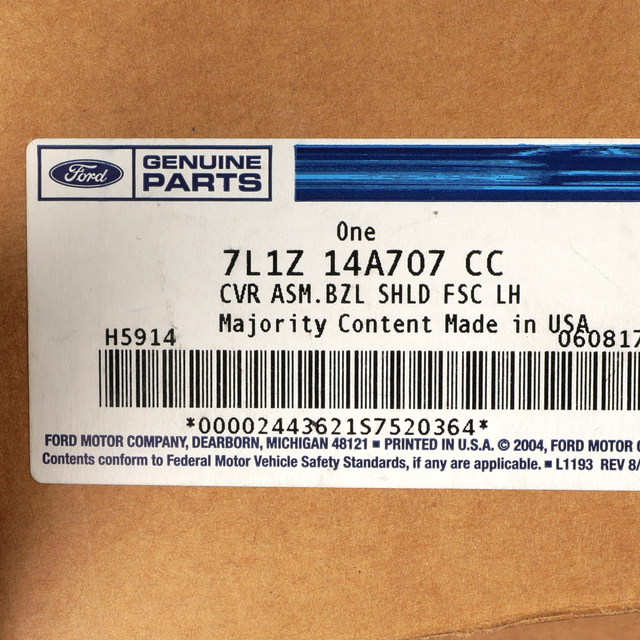 Ford GENUINE PARTS
One
7L1Z 14A707 CC
CVR ASM.BZL SHLD FSC LH
Majority Content Made in USA
H5914 060817
*00002443621S7520364*
FORD MOTOR COMPANY, DEARBORN, MICHIGAN 48121 ■ PRINTED IN U.S.A. © 2004, FORD MOTOR
Contents conform to Federal Motor Vehicle Safety Standards, if any are applicable. ■ L1193 REV 8/